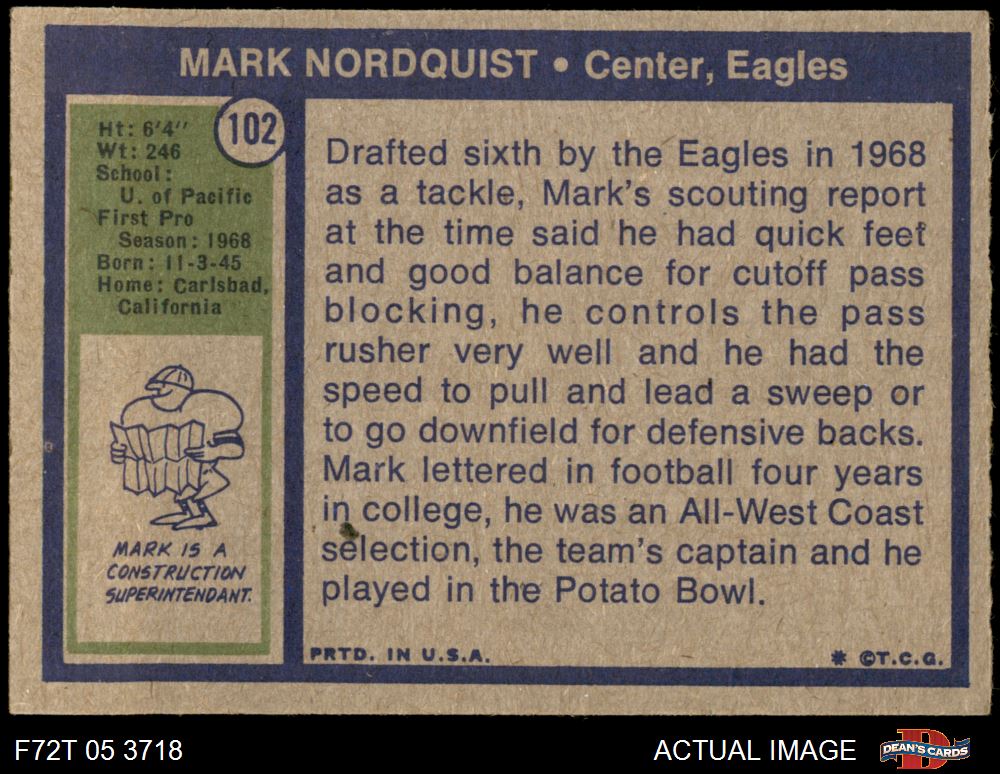 MARK NORDQUIST • Center, Eagles
102
Ht: 6'4''
Wt: 246
School:
U. of Pacific
First Pro
Season: 1968
Born: 11-3-45
Home: Carlsbad,
California
MARK IS A
CONSTRUCTION
SUPERINTENDANT.
Drafted sixth by the Eagles in 1968
as a tackle, Mark's scouting report
at the time said he had quick feet
and good balance for cutoff pass
blocking, he controls the pass
rusher very well and he had the
speed to pull and lead a sweep or
to go downfield for defensive backs.
Mark lettered in football four years
in college, he was an All-West Coast
selection, the team's captain and he
played in the Potato Bowl.
PRTD. IN U.S.A.
* ©T.C.G.
F72T 05 3718
ACTUAL IMAGE
DEAN'S CARDS